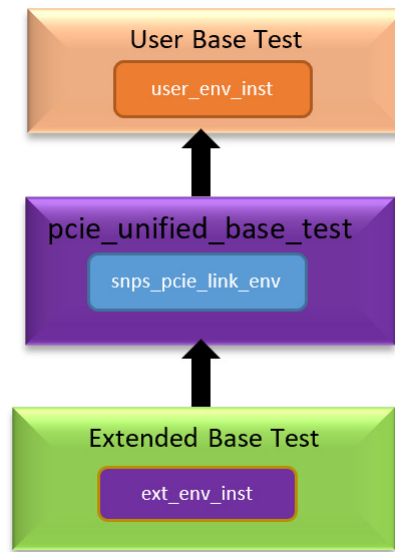 User Base Test
user_env_inst
pcie_unified_base_test
snps_pcie_link_env
Extended Base Test
ext_env_inst